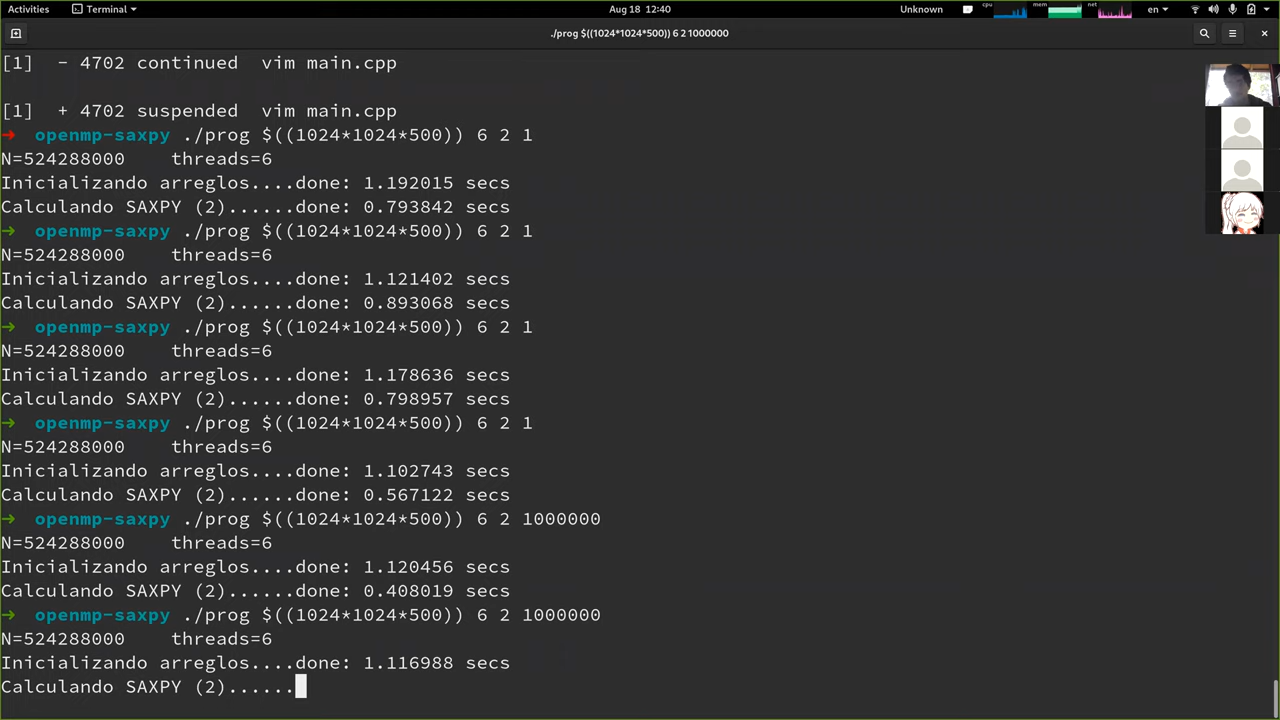 Activities Terminal Aug 18 12:40 Unknown cpu mem net en
./prog $((1024*1024*500)) 6 2 1000000
[1]  - 4702 continued  vim main.cpp
[1]  + 4702 suspended  vim main.cpp
→  openmp-saxpy ./prog $((1024*1024*500)) 6 2 1
N=524288000    threads=6
Inicializando arreglos....done: 1.192015 secs
Calculando SAXPY (2)......done: 0.793842 secs
→  openmp-saxpy ./prog $((1024*1024*500)) 6 2 1
N=524288000    threads=6
Inicializando arreglos....done: 1.121402 secs
Calculando SAXPY (2)......done: 0.893068 secs
→  openmp-saxpy ./prog $((1024*1024*500)) 6 2 1
N=524288000    threads=6
Inicializando arreglos....done: 1.178636 secs
Calculando SAXPY (2)......done: 0.798957 secs
→  openmp-saxpy ./prog $((1024*1024*500)) 6 2 1
N=524288000    threads=6
Inicializando arreglos....done: 1.102743 secs
Calculando SAXPY (2)......done: 0.567122 secs
→  openmp-saxpy ./prog $((1024*1024*500)) 6 2 1000000
N=524288000    threads=6
Inicializando arreglos....done: 1.120456 secs
Calculando SAXPY (2)......done: 0.408019 secs
→  openmp-saxpy ./prog $((1024*1024*500)) 6 2 1000000
N=524288000    threads=6
Inicializando arreglos....done: 1.116988 secs
Calculando SAXPY (2)......